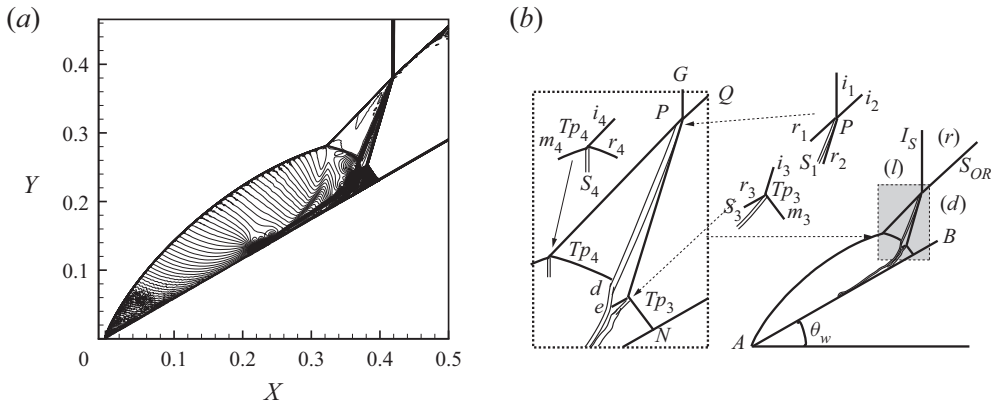 (a)
0.4
0.3
Y
0.2
0.1
0
0.1
0.2
0.3
0.4
0.5
X
(b)
G
Q
P
i4
Tp4
m4
r4
S4
Tp4
d
e
Tp3
N
i1
i2
r1
P
S1
r2
i3
r3
Tp3
S3
m3
IS
(r)
(l)
SOR
(d)
B
A
θw